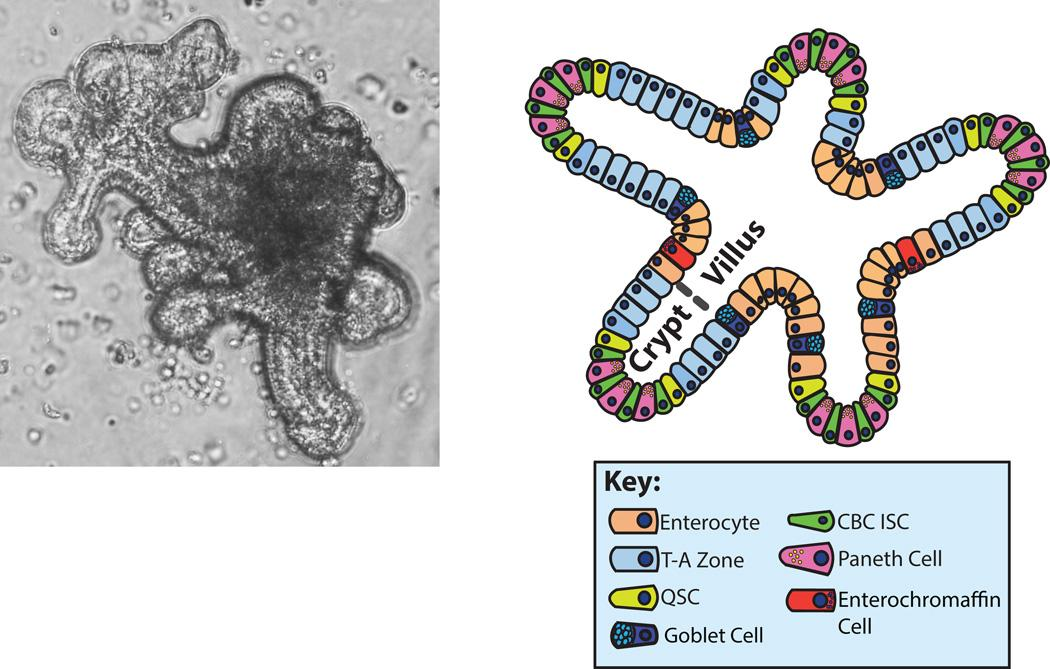 Crypt
Villus
Key:
Enterocyte
T-A Zone
QSC
Goblet Cell
CBC ISC
Paneth Cell
Enterochromaffin
Cell